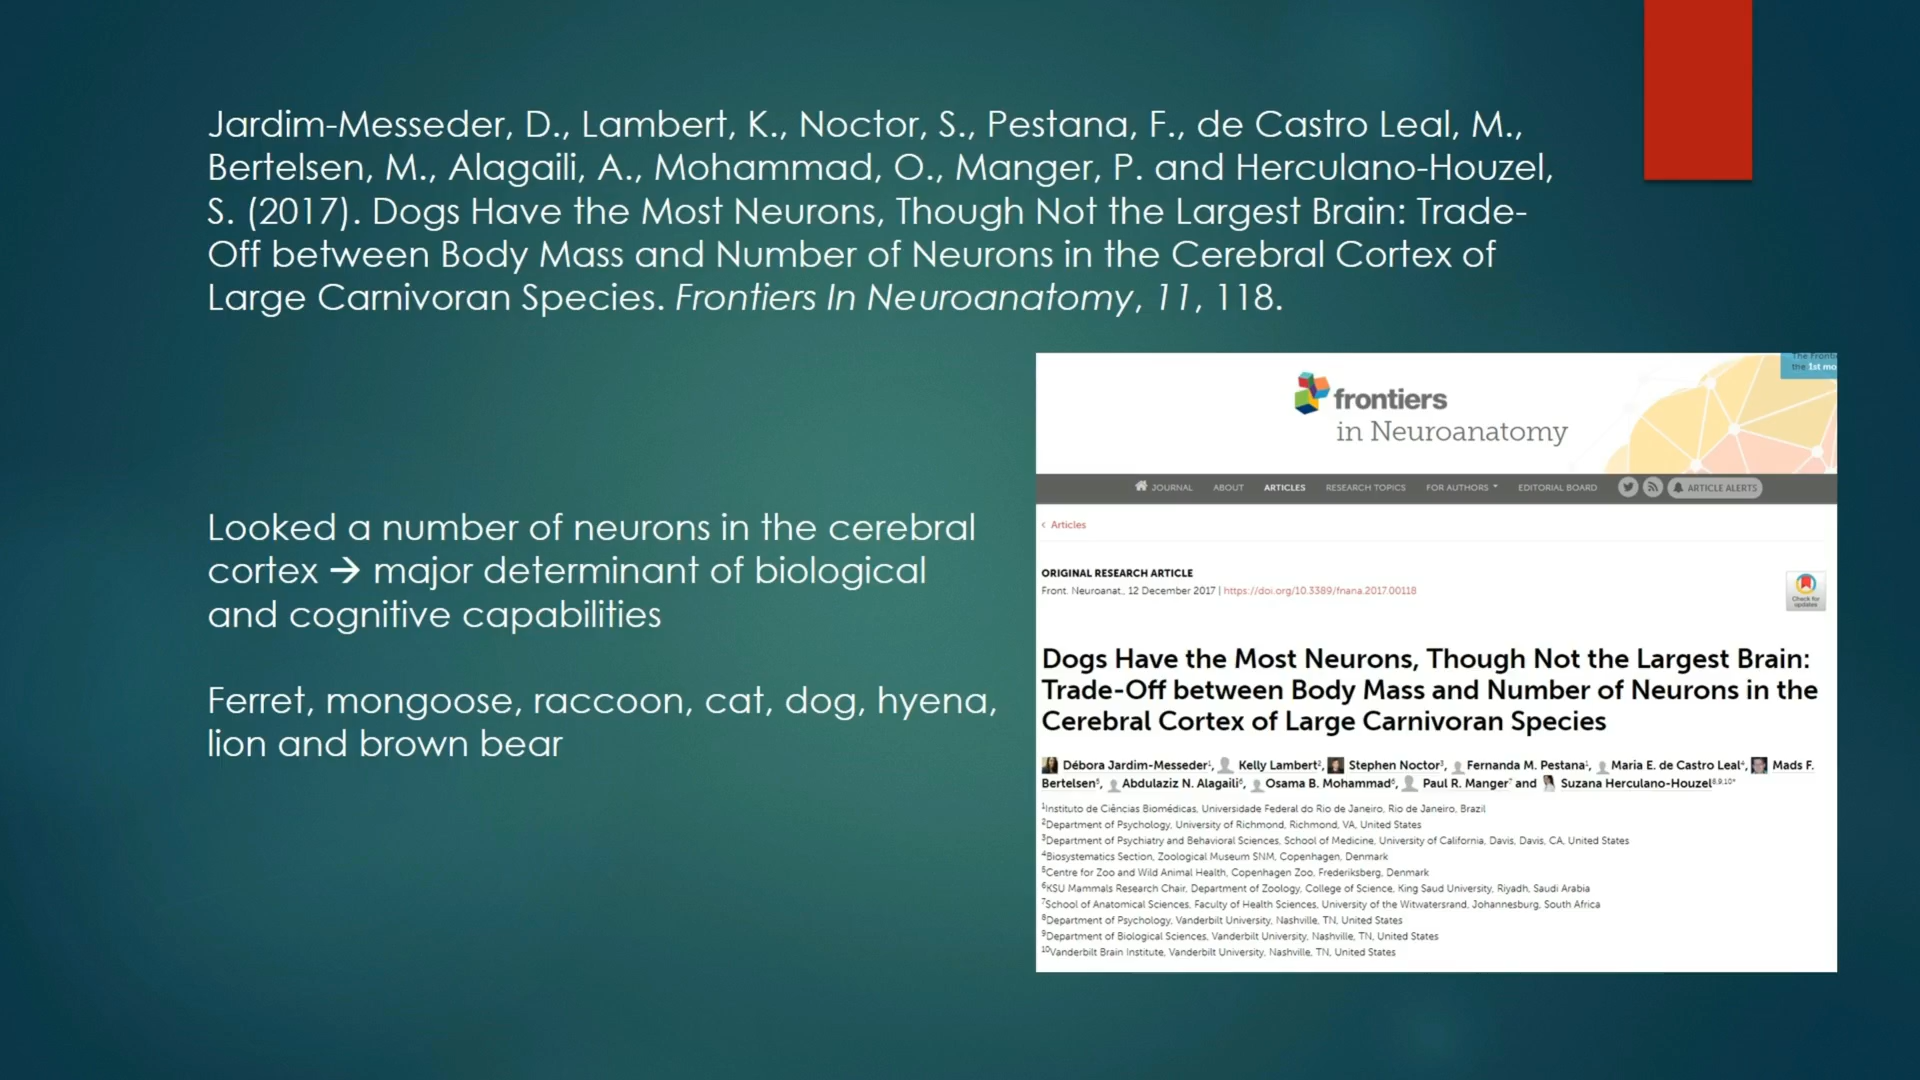 Jardim-Messeder, D., Lambert, K., Noctor, S., Pestana, F., de Castro Leal, M.,
Bertelsen, M., Alagaili, A., Mohammad, O., Manger, P. and Herculano-Houzel,
S. (2017). Dogs Have the Most Neurons, Though Not the Largest Brain: Trade-
Off between Body Mass and Number of Neurons in the Cerebral Cortex of
Large Carnivoran Species. Frontiers In Neuroanatomy, 11, 118.
Looked a number of neurons in the cerebral
cortex → major determinant of biological
and cognitive capabilities
Ferret, mongoose, raccoon, cat, dog, hyena,
lion and brown bear
The Fronti
the 1st mo
frontiers
in Neuroanatomy
JOURNAL ABOUT ARTICLES RESEARCH TOPICS FOR AUTHORS EDITORIAL BOARD ARTICLE ALERTS
‹ Articles
ORIGINAL RESEARCH ARTICLE
Front. Neuroanat., 12 December 2017 | https://doi.org/10.3389/fnana.2017.00118
Check for
updates
Dogs Have the Most Neurons, Though Not the Largest Brain:
Trade-Off between Body Mass and Number of Neurons in the
Cerebral Cortex of Large Carnivoran Species
Débora Jardim-Messeder¹, Kelly Lambert², Stephen Noctor³, Fernanda M. Pestana¹, Maria E. de Castro Leal⁴, Mads F.
Bertelsen⁵, Abdulaziz N. Alagaili⁶, Osama B. Mohammad⁶, Paul R. Manger⁷ and Suzana Herculano-Houzel⁸,⁹,¹⁰*
¹Instituto de Ciências Biomédicas, Universidade Federal do Rio de Janeiro, Rio de Janeiro, Brazil
²Department of Psychology, University of Richmond, Richmond, VA, United States
³Department of Psychiatry and Behavioral Sciences, School of Medicine, University of California, Davis, Davis, CA, United States
⁴Biosystematics Section, Zoological Museum SNM, Copenhagen, Denmark
⁵Centre for Zoo and Wild Animal Health, Copenhagen Zoo, Frederiksberg, Denmark
⁶KSU Mammals Research Chair, Department of Zoology, College of Science, King Saud University, Riyadh, Saudi Arabia
⁷School of Anatomical Sciences, Faculty of Health Sciences, University of the Witwatersrand, Johannesburg, South Africa
⁸Department of Psychology, Vanderbilt University, Nashville, TN, United States
⁹Department of Biological Sciences, Vanderbilt University, Nashville, TN, United States
¹⁰Vanderbilt Brain Institute, Vanderbilt University, Nashville, TN, United States